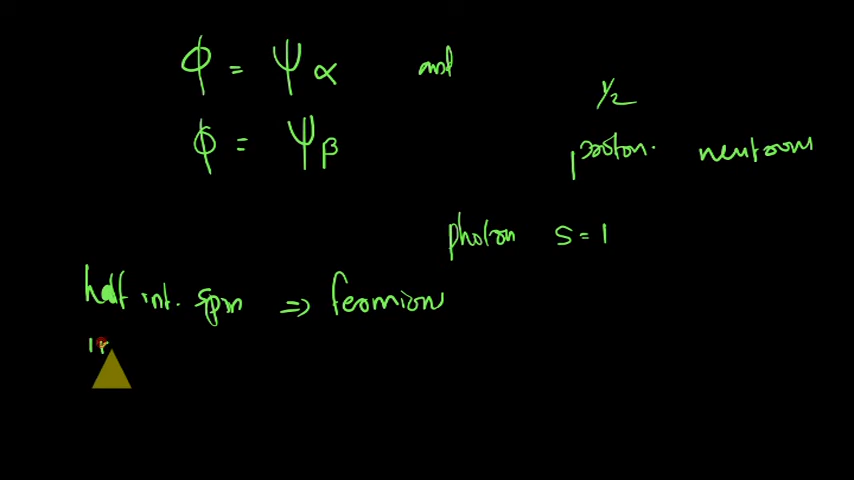 Φ = Ψα and
Φ = Ψβ
1/2
proton. neutrons
photon S = 1
half int. spin => fermion